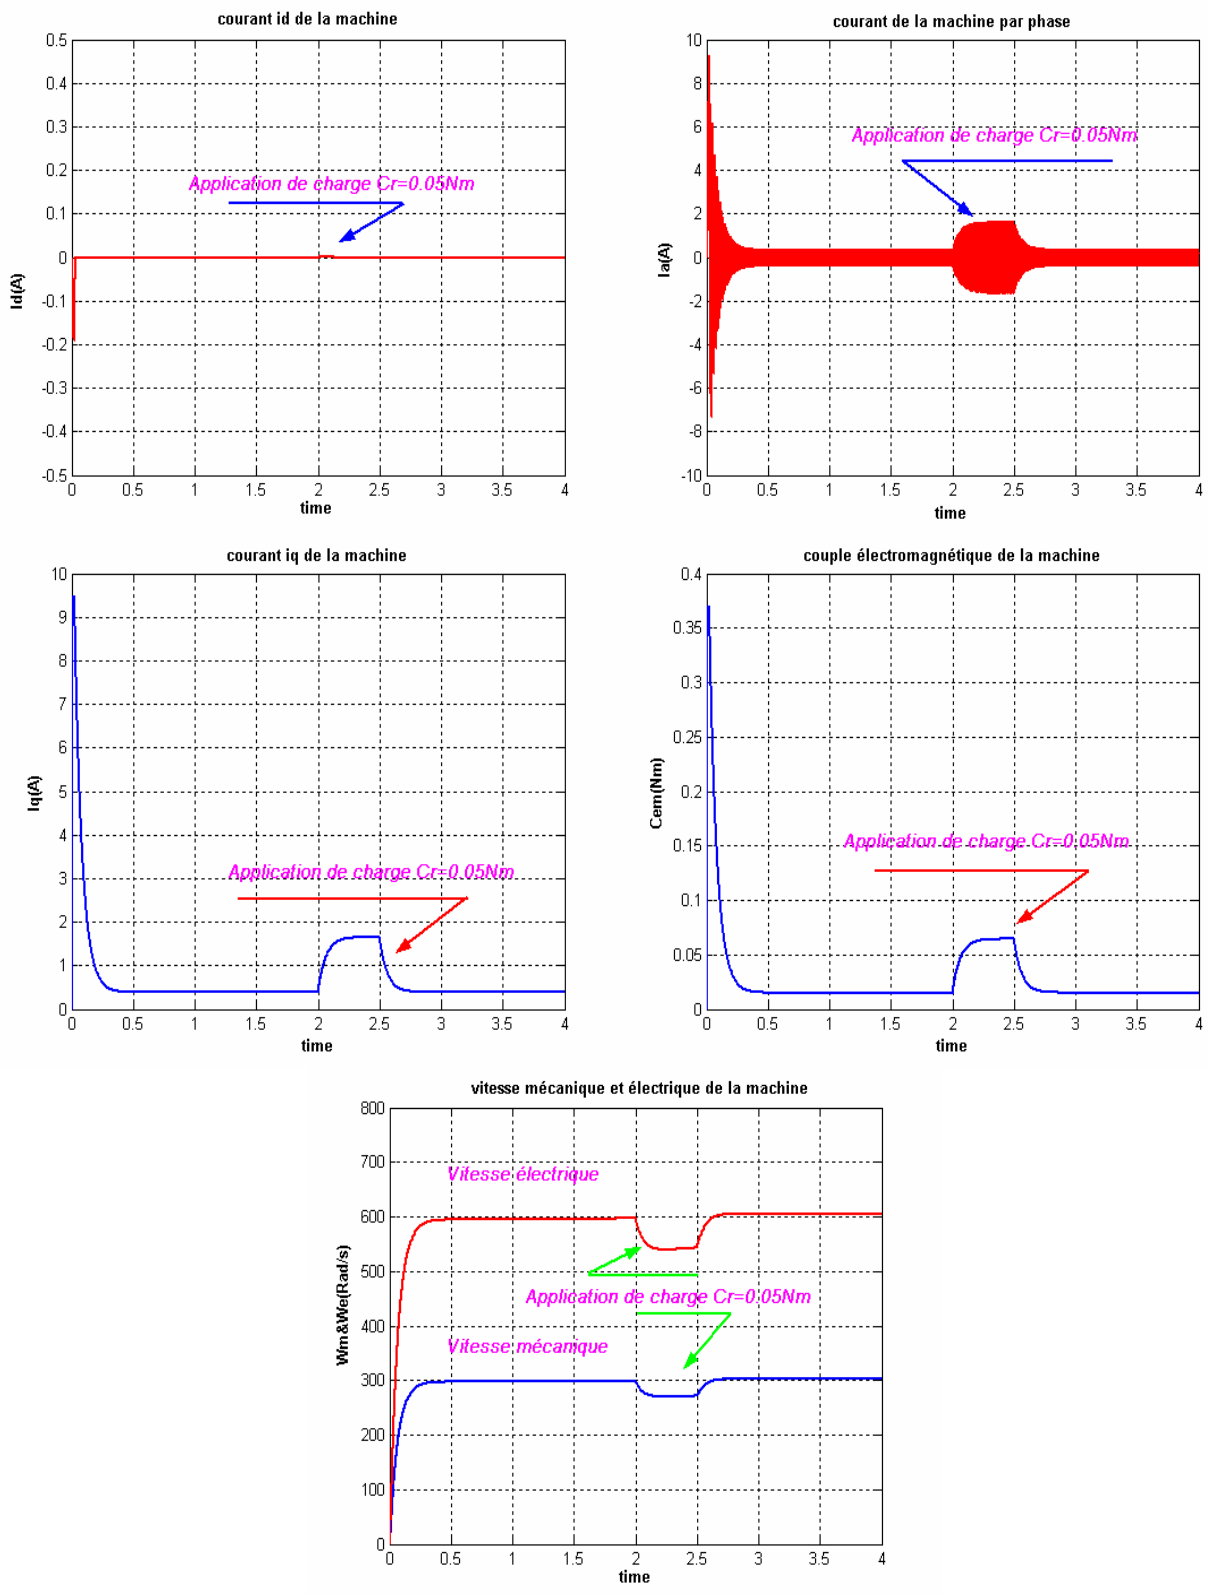 courant id de la machine
0.5
0.4
0.3
0.2
0.1
0
-0.1
-0.2
-0.3
-0.4
-0.5
Id(A)
Application de charge Cr=0.05Nm
0 0.5 1 1.5 2 2.5 3 3.5 4
time
courant de la machine par phase
10
8
6
4
2
0
-2
-4
-6
-8
-10
Ia(A)
Application de charge Cr=0.05Nm
0 0.5 1 1.5 2 2.5 3 3.5 4
time
courant iq de la machine
10
9
8
7
6
5
4
3
2
1
0
Iq(A)
Application de charge Cr=0.05Nm
0 0.5 1 1.5 2 2.5 3 3.5 4
time
couple électromagnétique de la machine
0.4
0.35
0.3
0.25
0.2
0.15
0.1
0.05
0
Cem(Nm)
Application de charge Cr=0.05Nm
0 0.5 1 1.5 2 2.5 3 3.5 4
time
vitesse mécanique et électrique de la machine
800
700
600
500
400
300
200
100
0
Wm&We(Rad/s)
Vitesse électrique
Application de charge Cr=0.05Nm
Vitesse mécanique
0 0.5 1 1.5 2 2.5 3 3.5 4
time